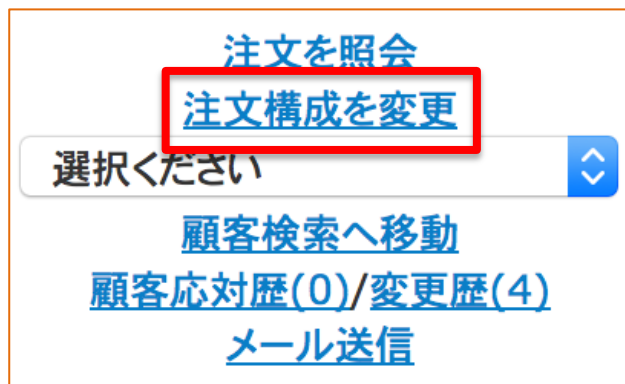 注文を照会
注文構成を変更
選択ください
顧客検索へ移動
顧客応対歴(0)/変更歴(4)
メール送信